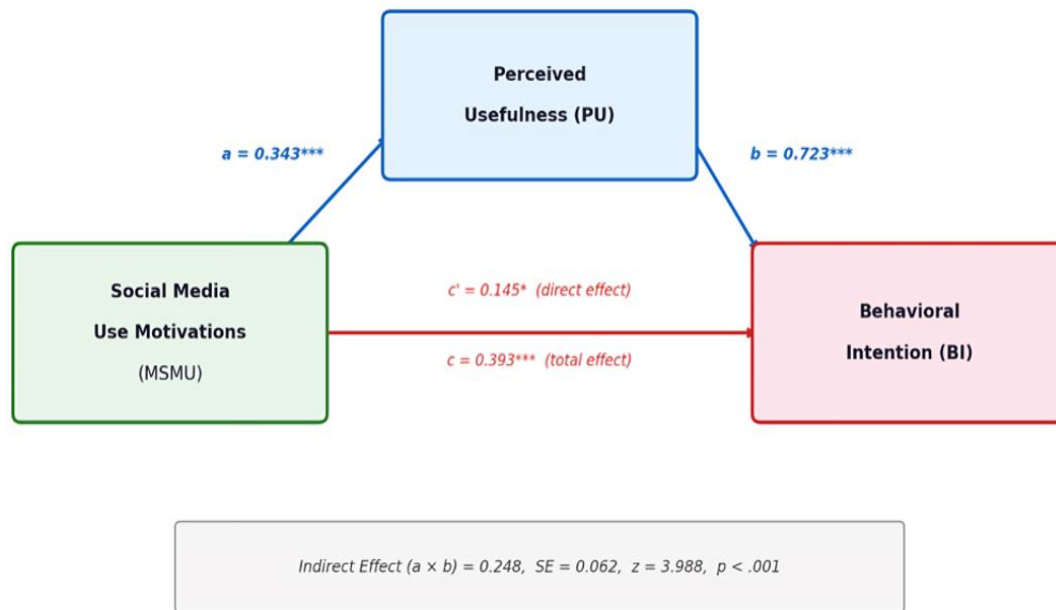 Perceived
Usefulness (PU)
a = 0.343***
b = 0.723***
Social Media
Use Motivations
(MSMU)
c' = 0.145* (direct effect)
c = 0.393*** (total effect)
Behavioral
Intention (BI)
Indirect Effect (a × b) = 0.248, SE = 0.062, z = 3.988, p < .001